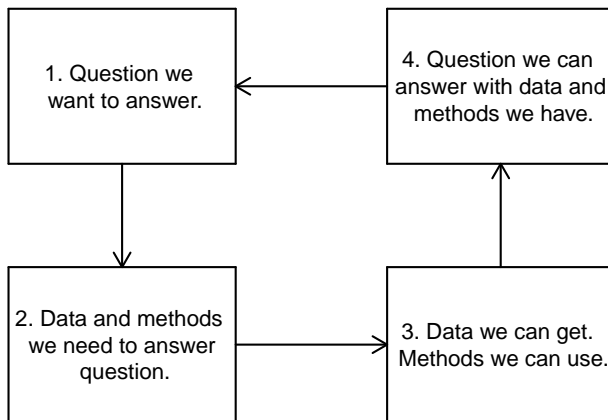 1. Question we
want to answer.
2. Data and methods
we need to answer
question.
3. Data we can get.
Methods we can use.
4. Question we can
answer with data and
methods we have.